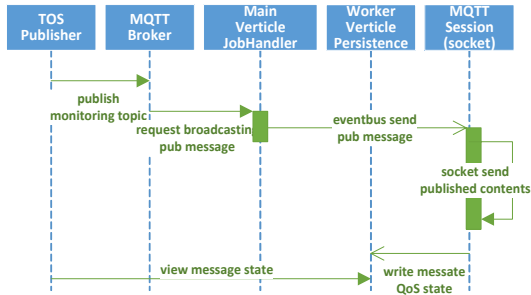 TOS
Publisher
MQTT
Broker
Main
Verticle
JobHandler
Worker
Verticle
Persistence
MQTT
Session
(socket)
publish
monitoring topic
request broadcasting
pub message
eventbus send
pub message
socket send
published contents
view message state
write messate
QoS state